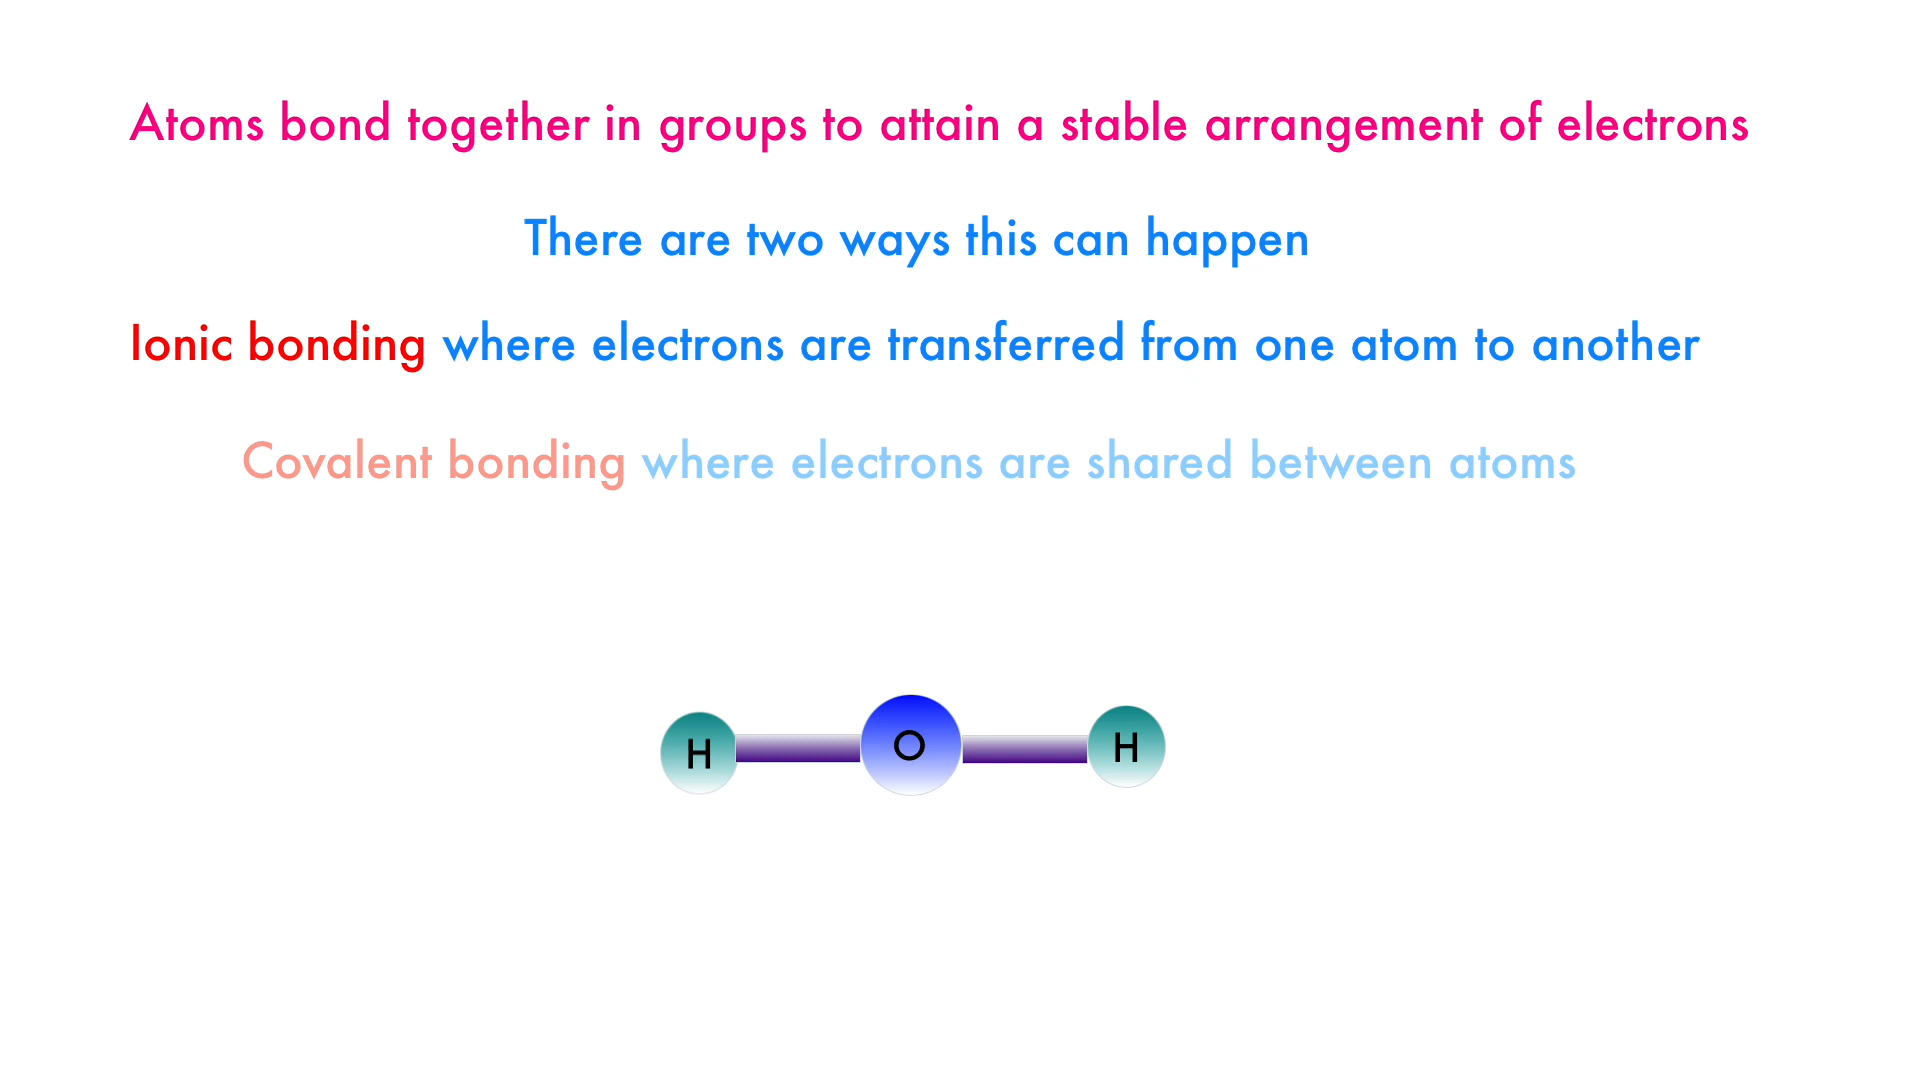 Atoms bond together in groups to attain a stable arrangement of electrons
There are two ways this can happen
Ionic bonding where electrons are transferred from one atom to another
Covalent bonding where electrons are shared between atoms
H O H